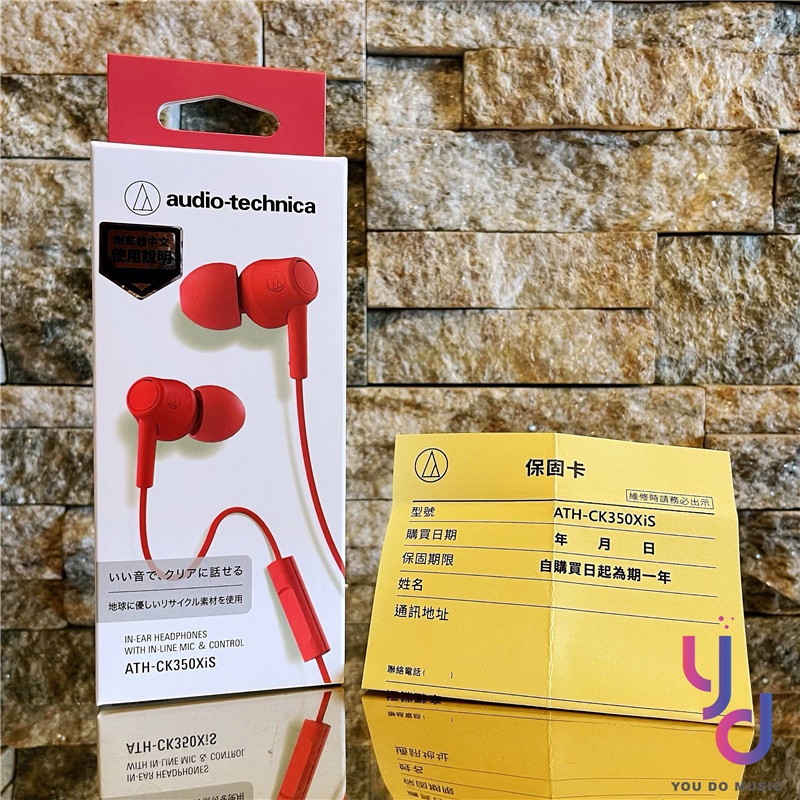 audio-technica
附繁體中文
使用說明
いい音で、クリアに話せる
地球に優しいリサイクル素材を使用
IN-EAR HEADPHONES
WITH IN-LINE MIC & CONTROL
ATH-CK350XiS
保固卡
維修時請務必出示
型號 ATH-CK350XiS
購買日期 年 月 日
保固期限 自購買日起為期一年
姓名
通訊地址
聯絡電話( )
YOU DO MUSIC